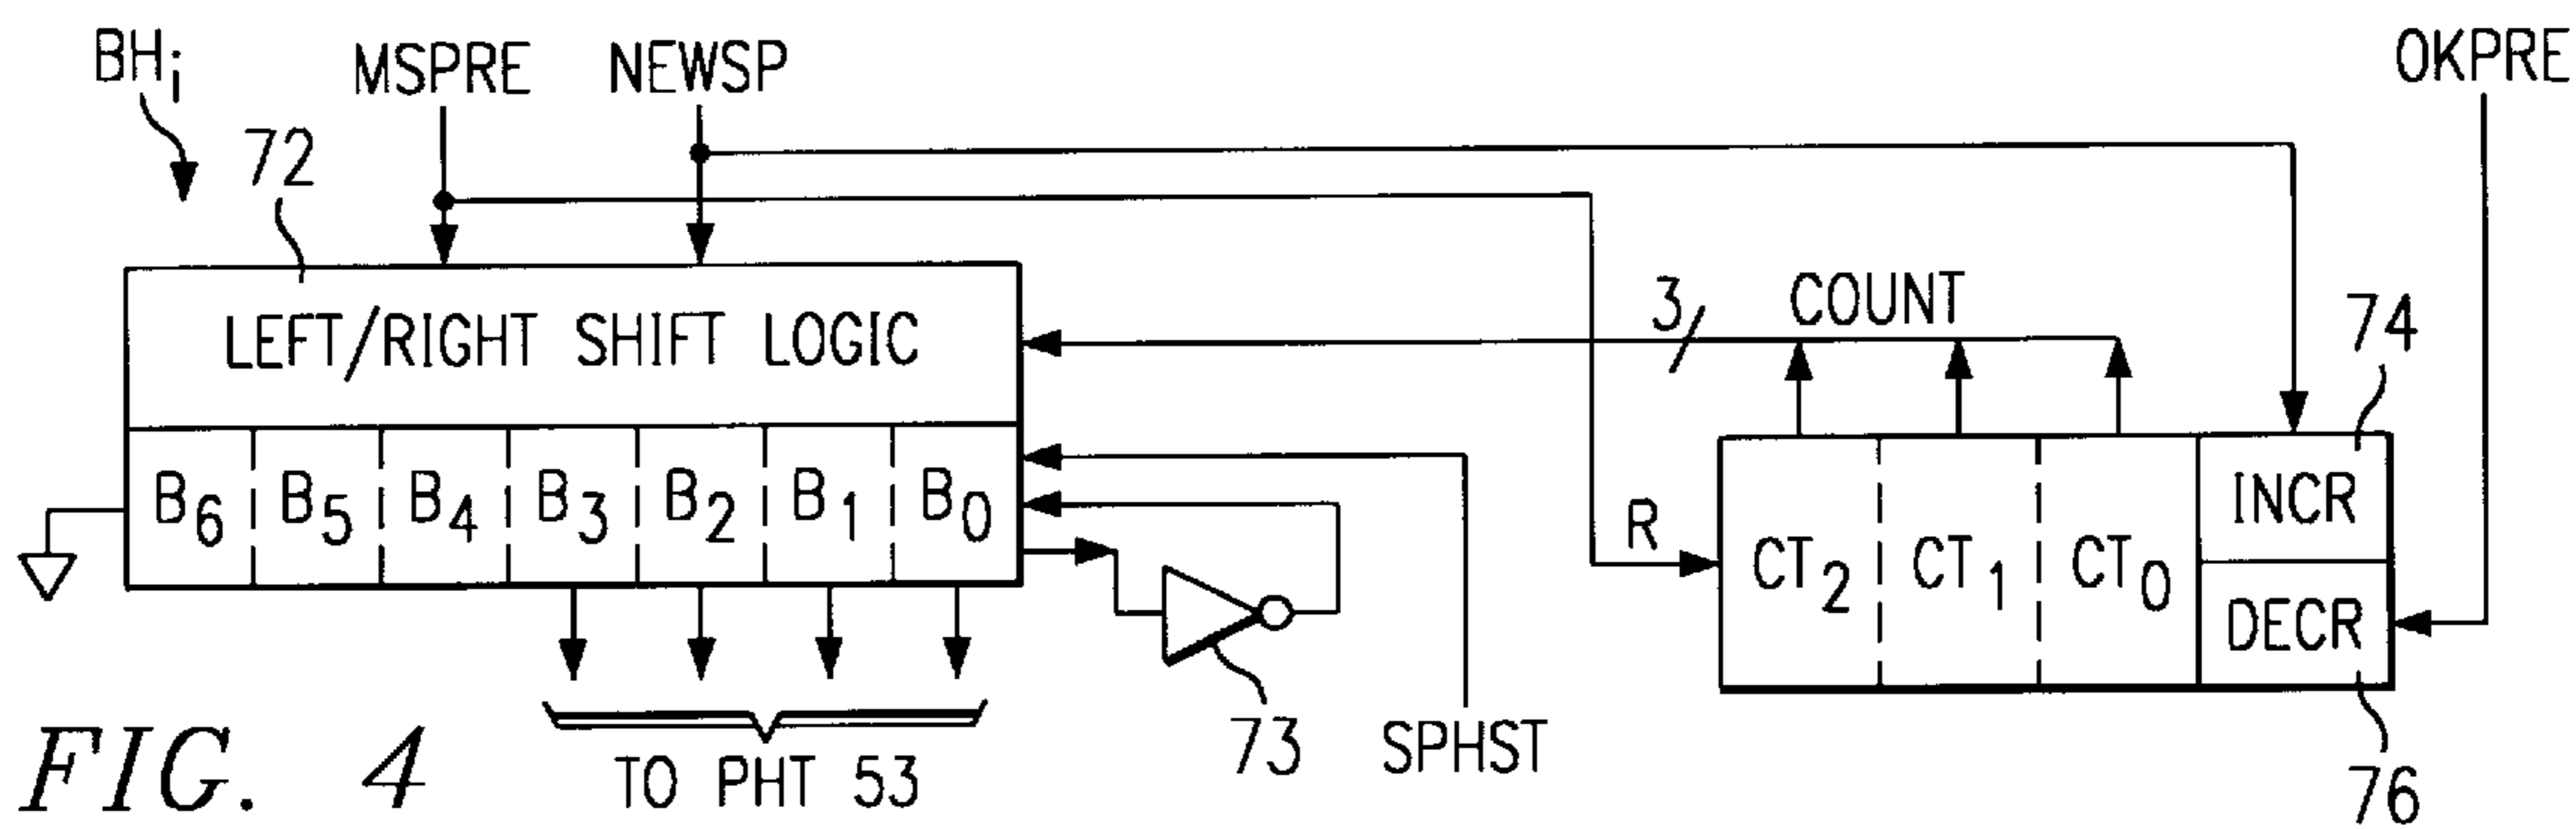 BHi
MSPRE
NEWSP
OKPRE
72
LEFT/RIGHT SHIFT LOGIC
3
COUNT
74
B6 B5 B4 B3 B2 B1 B0
R
CT2 CT1 CT0
INCR
DECR
73
SPHST
76
TO PHT 53
FIG. 4